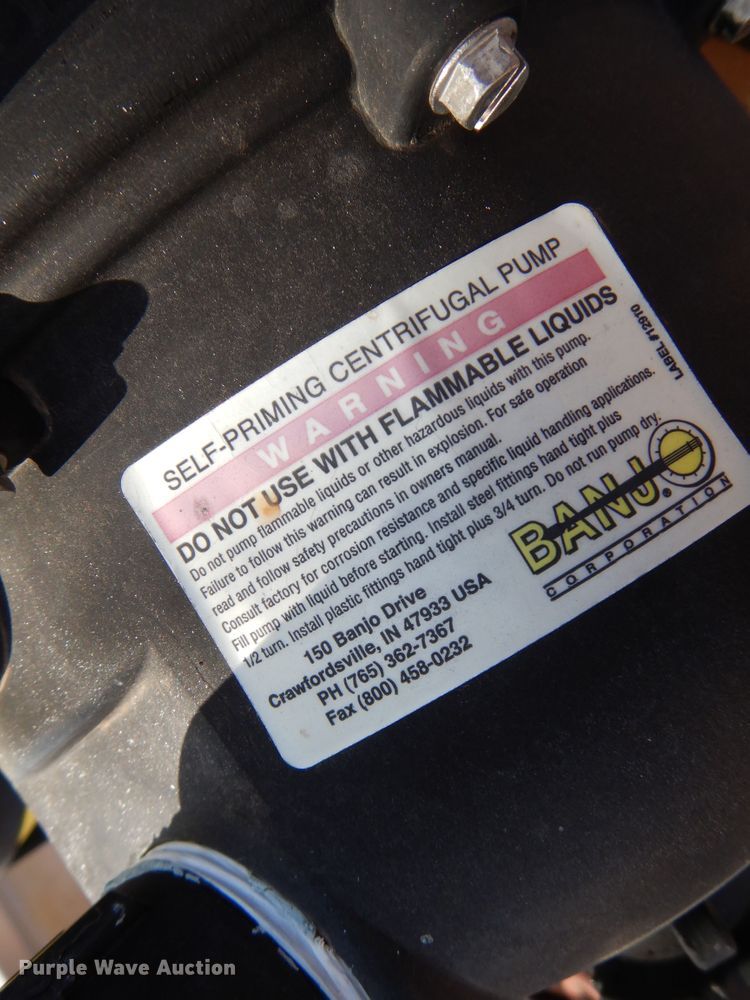 SELF-PRIMING CENTRIFUGAL PUMP
WARNING
DO NOT USE WITH FLAMMABLE LIQUIDS
Do not pump flammable liquids or other hazardous liquids with this pump.
Failure to follow this warning can result in explosion. For safe operation
read and follow safety precautions in owners manual.
Consult factory for corrosion resistance and specific liquid handling applications.
Fill pump with liquid before starting. Install steel fittings hand tight plus
1/2 turn. Install plastic fittings hand tight plus 3/4 turn. Do not run pump dry.
150 Banjo Drive
Crawfordsville, IN 47933 USA
PH (765) 362-7367
Fax (800) 458-0232
BANJO®
CORPORATION
LABEL #12910
Purple Wave Auction